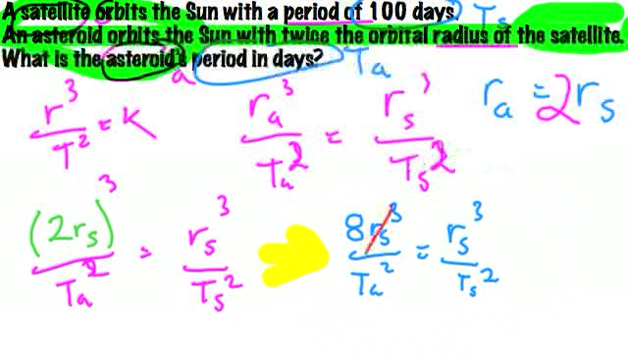 A satellite orbits the Sun with a period of 100 days. Ts
An asteroid orbits the Sun with twice the orbital radius of the satellite.
What is the asteroid's period in days? Ta
a
r³/T² = K ra³/Ta² = rs³/Ts² ra = 2rs
(2rs)³/Ta² = rs³/Ts² 8rs³/Ta² = rs³/Ts²